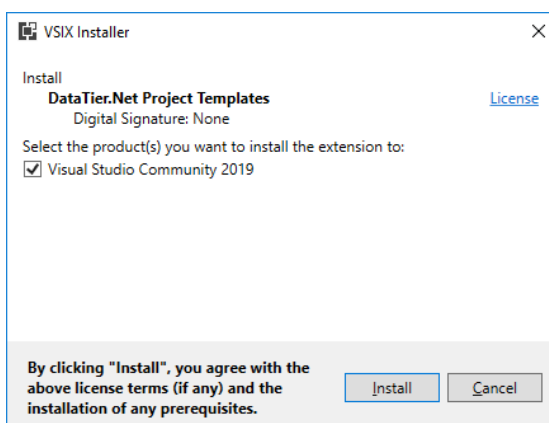 VSIX Installer
Install
DataTier.Net Project Templates
License
Digital Signature: None
Select the product(s) you want to install the extension to:
Visual Studio Community 2019
By clicking "Install", you agree with the
above license terms (if any) and the
installation of any prerequisites.
Install
Cancel